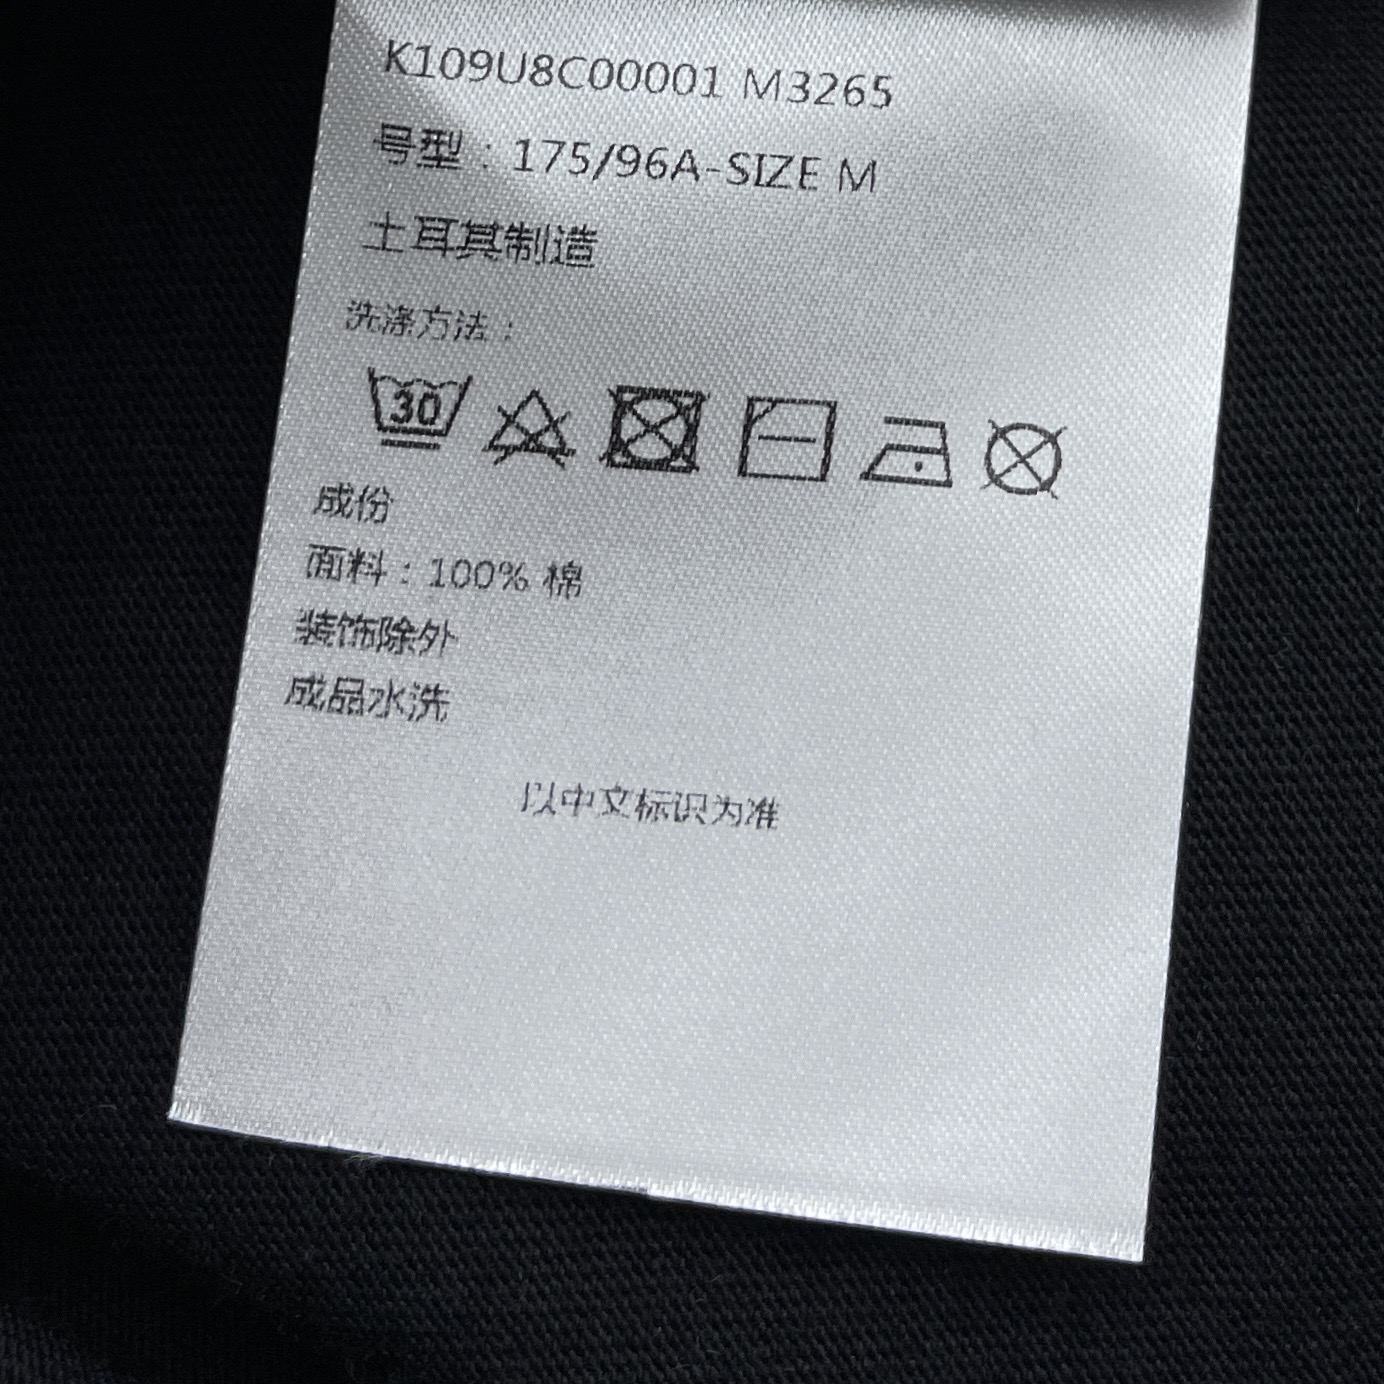 K109U8C00001 M3265
号型：175/96A-SIZE M
土耳其制造
洗涤方法：
30
成份
面料：100% 棉
装饰除外
成品水洗
以中文标识为准